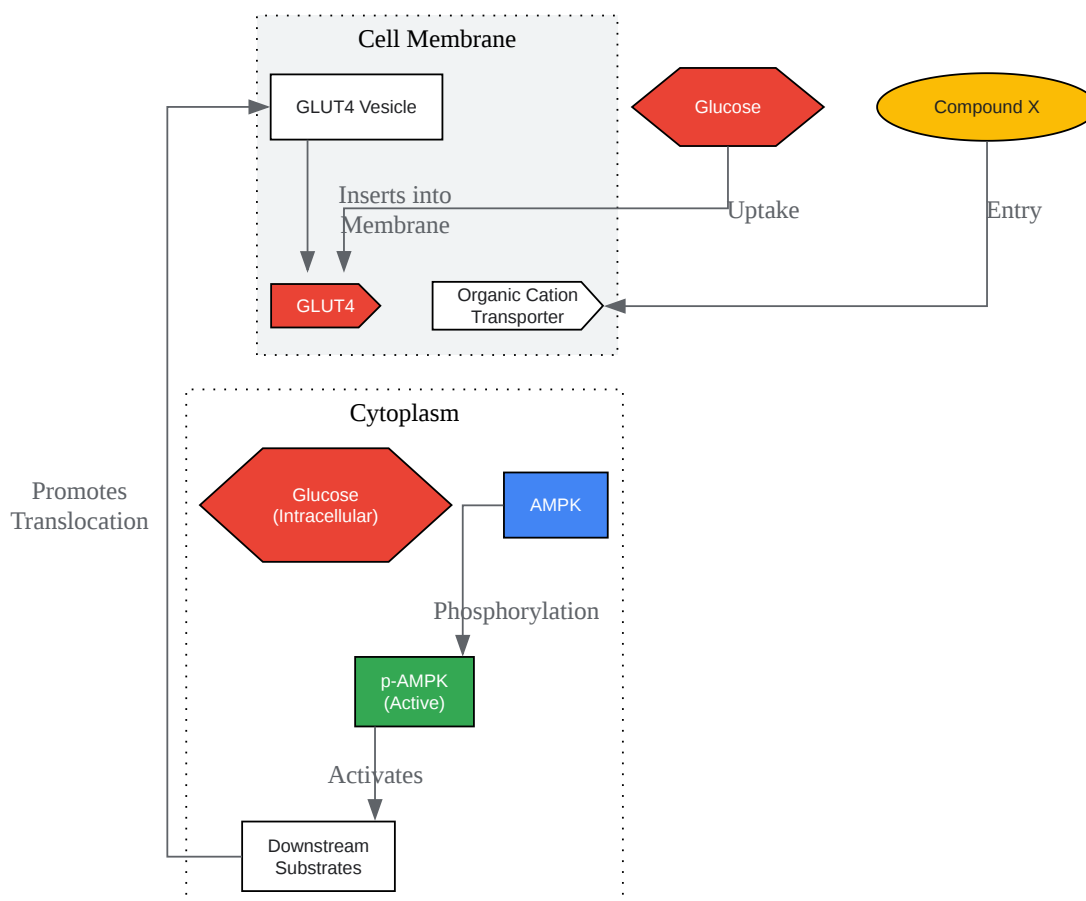 Cell Membrane
GLUT4 Vesicle
Glucose
Compound X
Inserts into
Membrane
Uptake
Entry
GLUT4
Organic Cation
Transporter
Cytoplasm
Promotes
Translocation
Glucose
(Intracellular)
AMPK
Phosphorylation
p-AMPK
(Active)
Activates
Downstream
Substrates